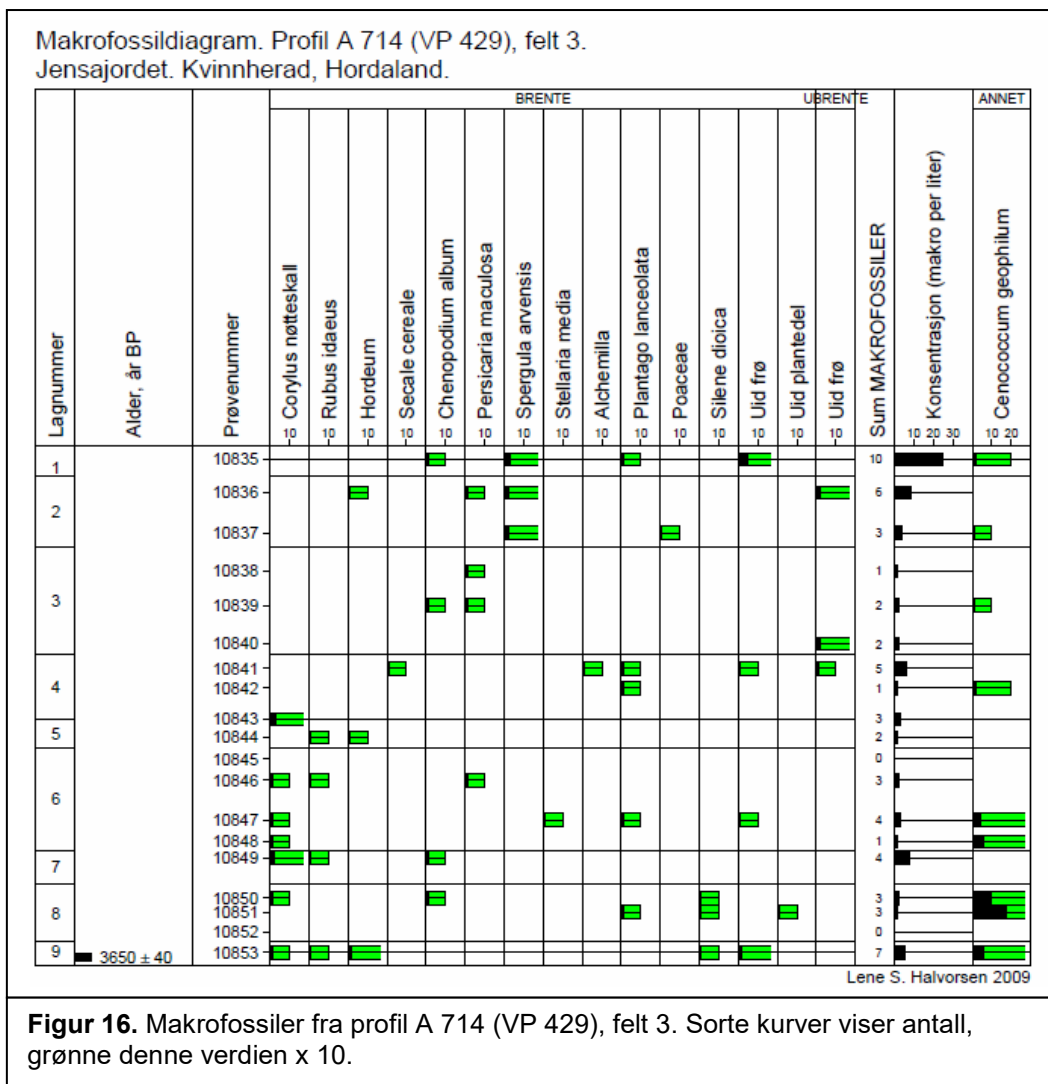 Makrofossildiagram. Profil A 714 (VP 429), felt 3.
Jensajordet. Kvinnherad, Hordaland.
BRENTE UBRENTE ANNET
Lagnummer
Alder, år BP
Prøvenummer
Corylus nøtteskall
Rubus idaeus
Hordeum
Secale cereale
Chenopodium album
Persicaria maculosa
Spergula arvensis
Stellaria media
Alchemilla
Plantago lanceolata
Poaceae
Silene dioica
Uid frø
Uid plantedel
Uid frø
Sum MAKROFOSSILER
Konsentrasjon (makro per liter)
Cenococcum geophilum
10 10 10 10 10 10 10 10 10 10 10 10 10 10 10 10 20 30 10 20
1 10835 10
2 10836 6
10837 3
3 10838 1
10839 2
10840 2
4 10841 5
10842 1
10843 3
5 10844 2
6 10845 0
10846 3
10847 4
10848 1
7 10849 4
8 10850 3
10851 3
10852 0
9 3650 ± 40 10853 7
Lene S. Halvorsen 2009
Figur 16. Makrofossiler fra profil A 714 (VP 429), felt 3. Sorte kurver viser antall,
grønne denne verdien x 10.